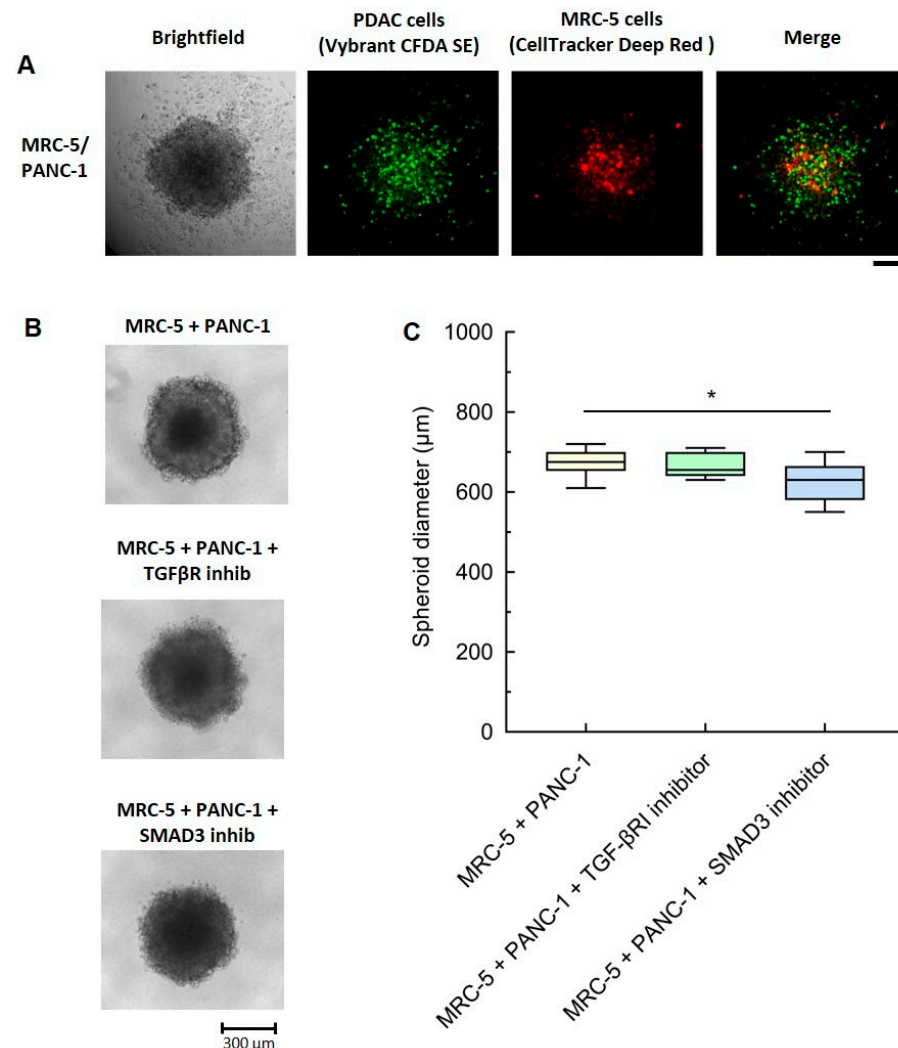 Brightfield
PDAC cells
(Vybrant CFDA SE)
MRC-5 cells
(CellTracker Deep Red )
Merge
A
MRC-5/
PANC-1
B
MRC-5 + PANC-1
MRC-5 + PANC-1 +
TGFβR inhib
MRC-5 + PANC-1 +
SMAD3 inhib
300 µm
C
Spheroid diameter (µm)
1000
800
600
400
200
0
*
MRC-5 + PANC-1
MRC-5 + PANC-1 + TGF-βRI inhibitor
MRC-5 + PANC-1 + SMAD3 inhibitor